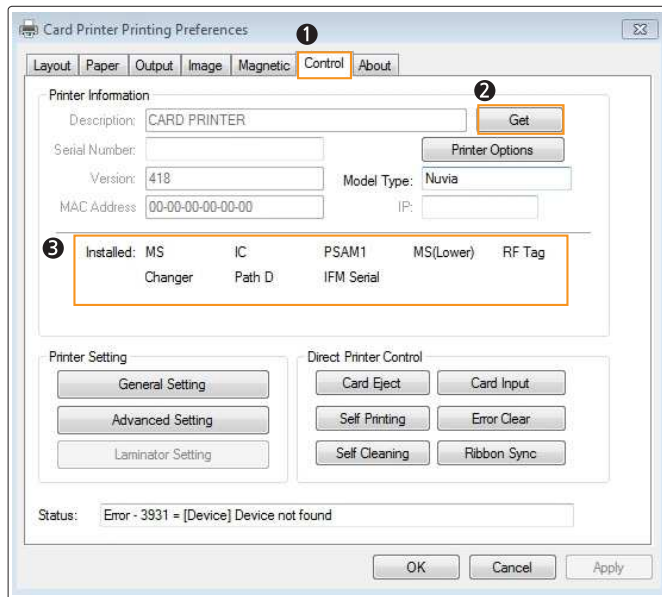 Card Printer Printing Preferences
❶
Layout Paper Output Image Magnetic Control About
Printer Information
❷
Description: CARD PRINTER Get
Serial Number: Printer Options
Version: 418 Model Type: Nuvia
MAC Address 00-00-00-00-00-00 IP:
❸ Installed: MS IC PSAM1 MS(Lower) RF Tag
Changer Path D IFM Serial
Printer Setting Direct Printer Control
General Setting Card Eject Card Input
Advanced Setting Self Printing Error Clear
Laminator Setting Self Cleaning Ribbon Sync
Status: Error - 3931 = [Device] Device not found
OK Cancel Apply